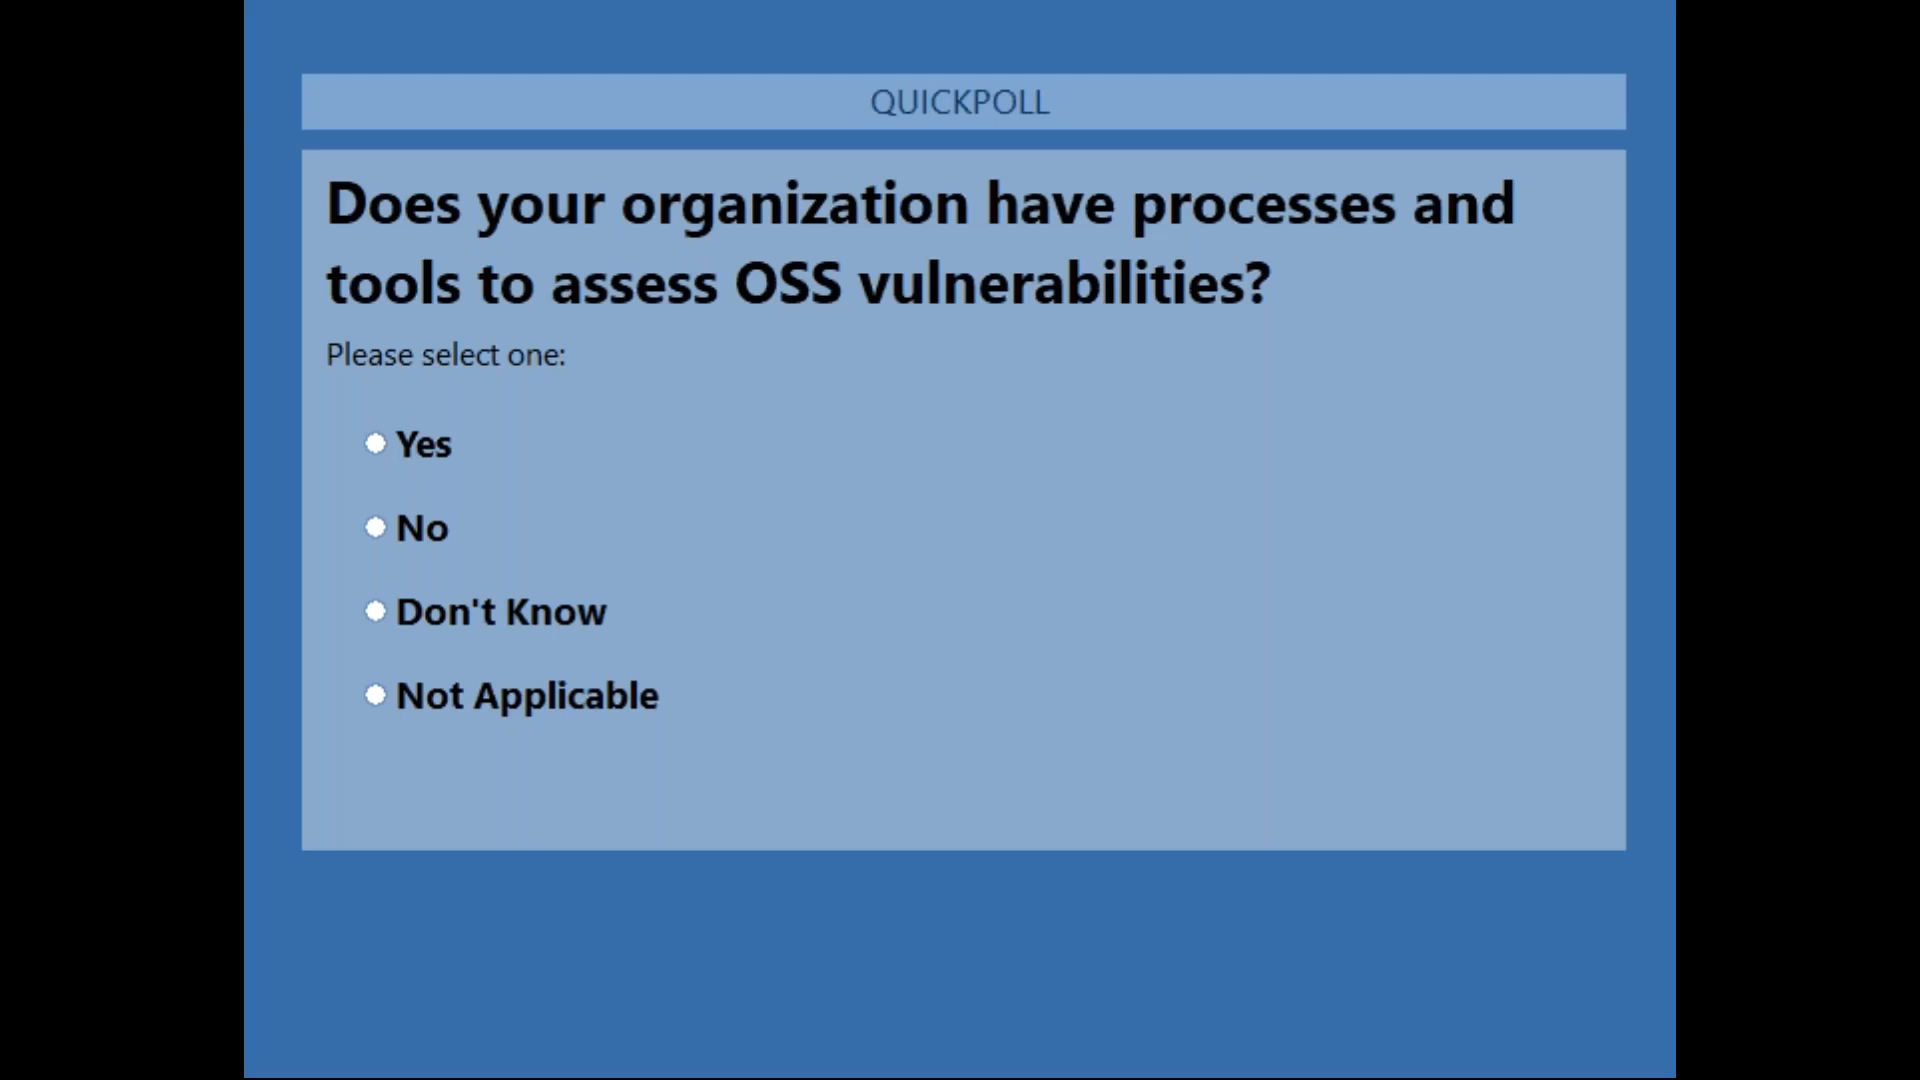 QUICKPOLL
Does your organization have processes and
tools to assess OSS vulnerabilities?
Please select one:
Yes
No
Don't Know
Not Applicable